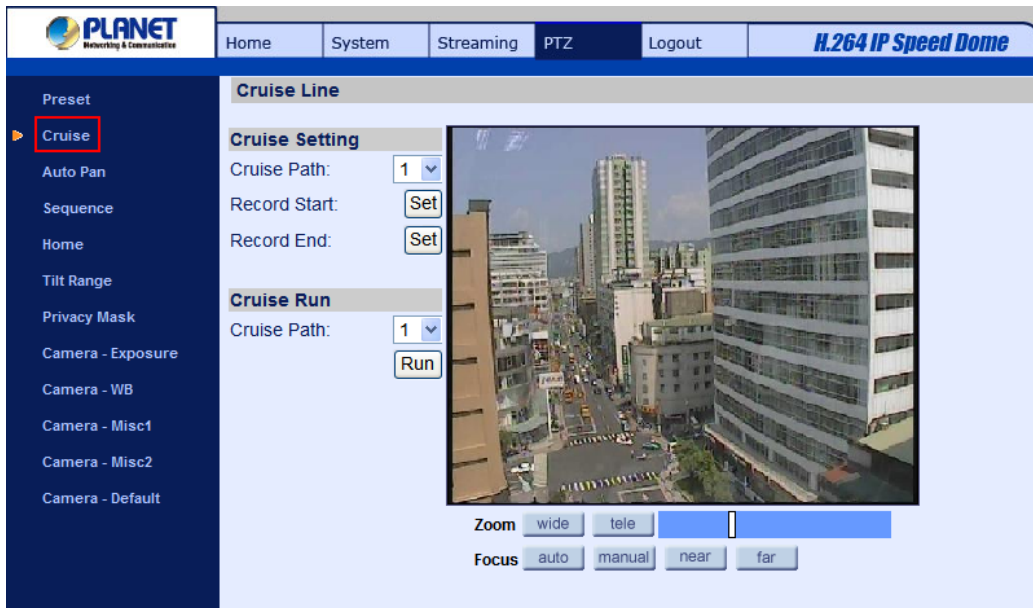 PLANET
Networking & Communication
Home System Streaming PTZ Logout
H.264 IP Speed Dome
Preset
Cruise
Auto Pan
Sequence
Home
Tilt Range
Privacy Mask
Camera - Exposure
Camera - WB
Camera - Misc1
Camera - Misc2
Camera - Default
Cruise Line
Cruise Setting
Cruise Path: 1
Record Start: Set
Record End: Set
Cruise Run
Cruise Path: 1
Run
Zoom wide tele
Focus auto manual near far